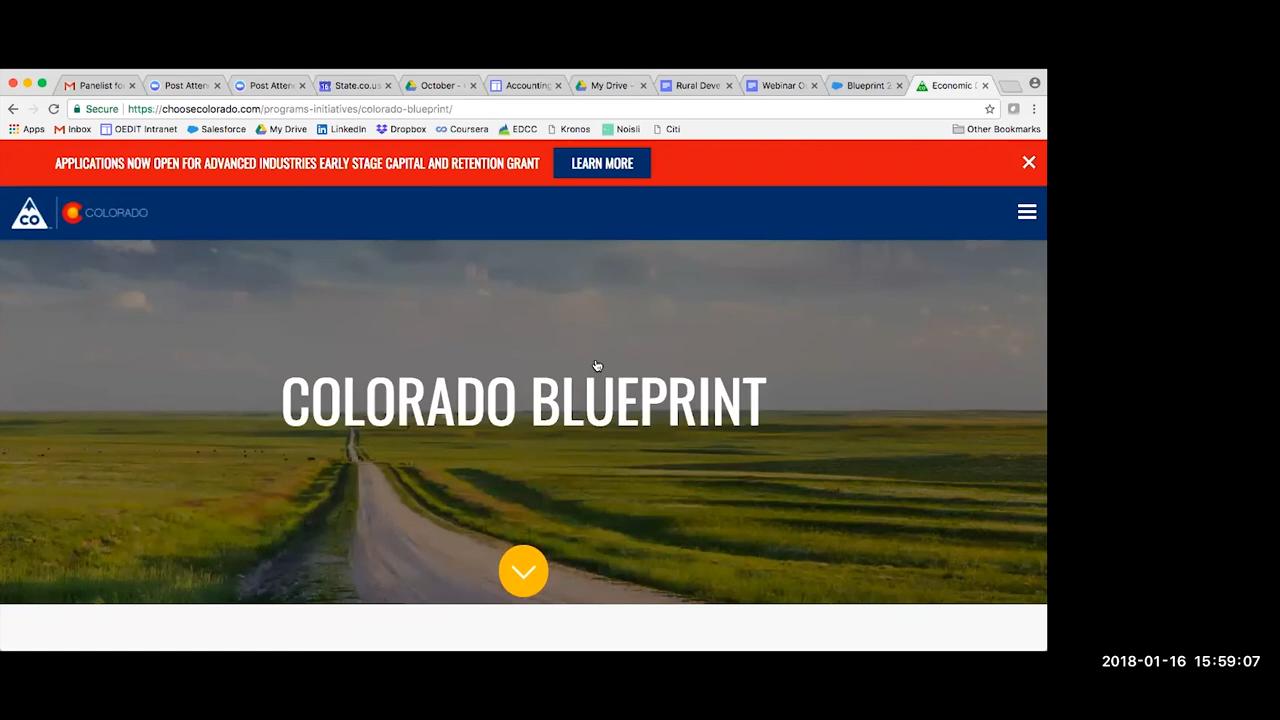 Panelist fo
Post Atten
Post Atten
State.co.us
October -
Accounting
My Drive -
Rural Deve
Webinar O
Blueprint 2
Economic D
Secure
https://choosecolorado.com/programs-initiatives/colorado-blueprint/
Apps
Inbox
OEDIT Intranet
Salesforce
My Drive
LinkedIn
Dropbox
Coursera
EDCC
Kronos
Noisli
Citi
Other Bookmarks
APPLICATIONS NOW OPEN FOR ADVANCED INDUSTRIES EARLY STAGE CAPITAL AND RETENTION GRANT
LEARN MORE
CO
COLORADO
COLORADO BLUEPRINT
2018-01-16 15:59:07